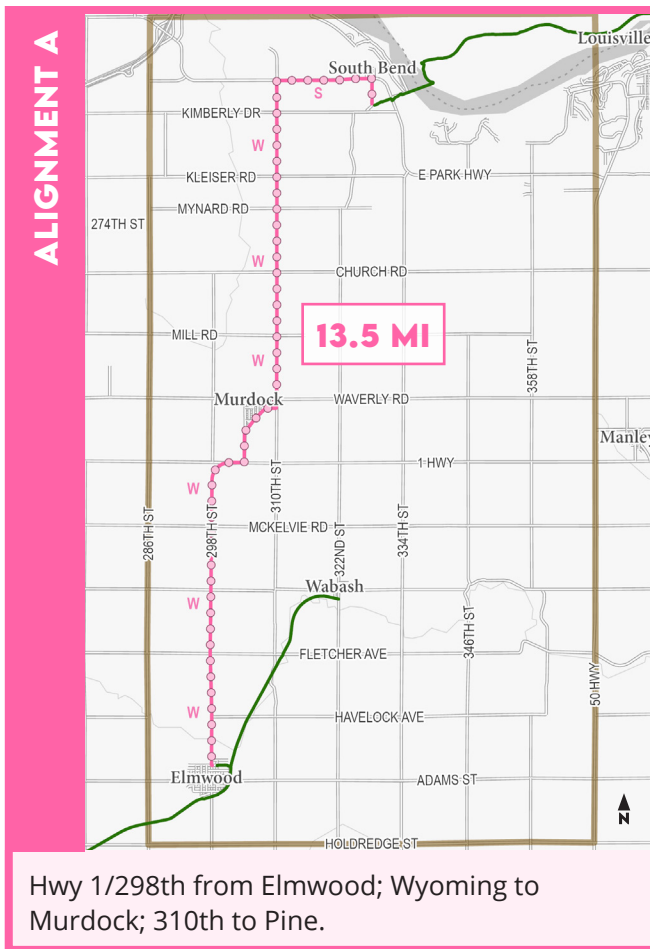 ALIGNMENT A
Louisville
South Bend
S
KIMBERLY DR
W
KLEISER RD
E PARK HWY
MYNARD RD
274TH ST
W
CHURCH RD
13.5 MI
MILL RD
W
358TH ST
Murdock
WAVERLY RD
Manley
1 HWY
W
310TH ST
286TH ST
298TH ST
MCKELVIE RD
322ND ST
334TH ST
Wabash
W
346TH ST
FLETCHER AVE
50 HWY
W
HAVELOCK AVE
Elmwood
ADAMS ST
N
HOLDREGE ST
Hwy 1/298th from Elmwood; Wyoming to
Murdock; 310th to Pine.